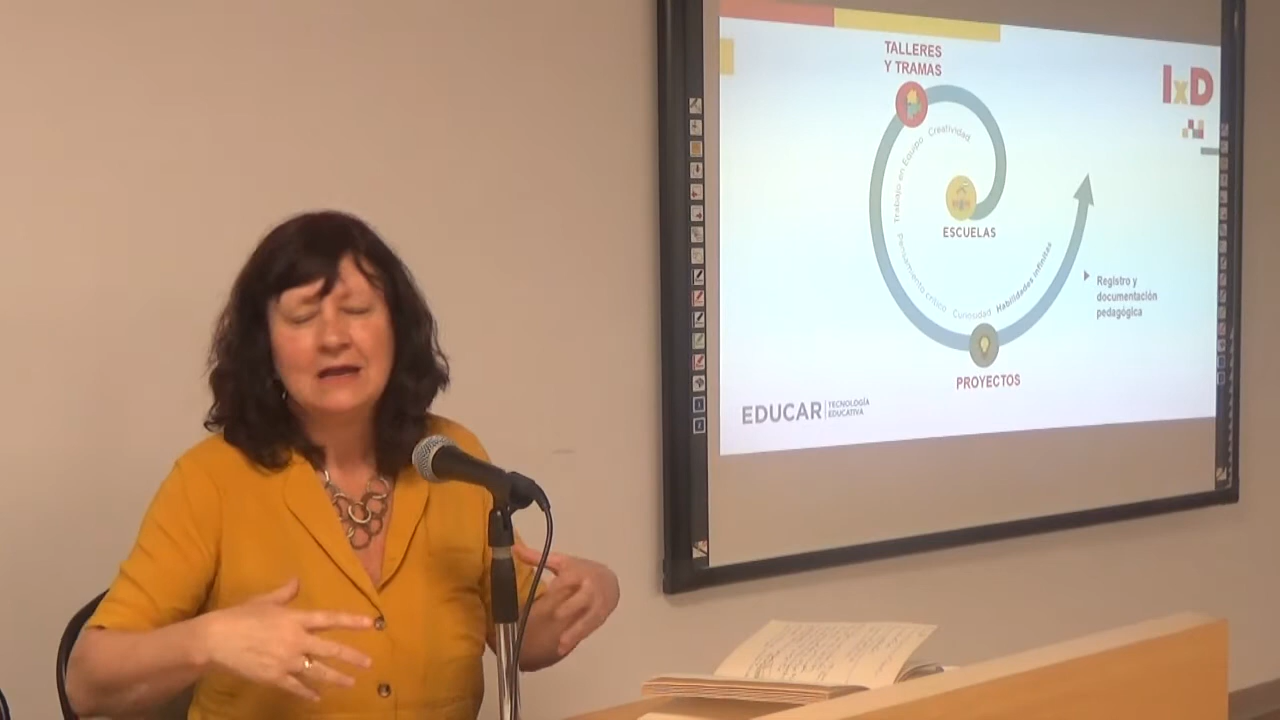 TALLERES
Y TRAMAS
IxD
Creatividad
Trabajo en Equipo
Pensamiento crítico
Curiosidad
Habilidades infinitas
ESCUELAS
Registro y
documentación
pedagógica
PROYECTOS
EDUCAR
TECNOLOGÍA
EDUCATIVA